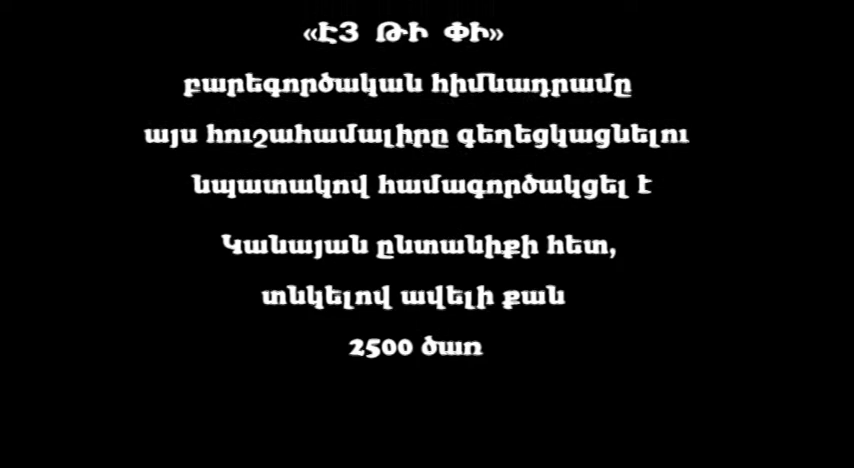 «ԷՅ ԹԻ ՓԻ»
բարեգործական հիմնադրամը
այս հուշահամալիրը գեղեցկացնելու
նպատակով համագործակցել է
Կանայան ընտանիքի հետ,
տնկելով ավելի քան
2500 ծառ